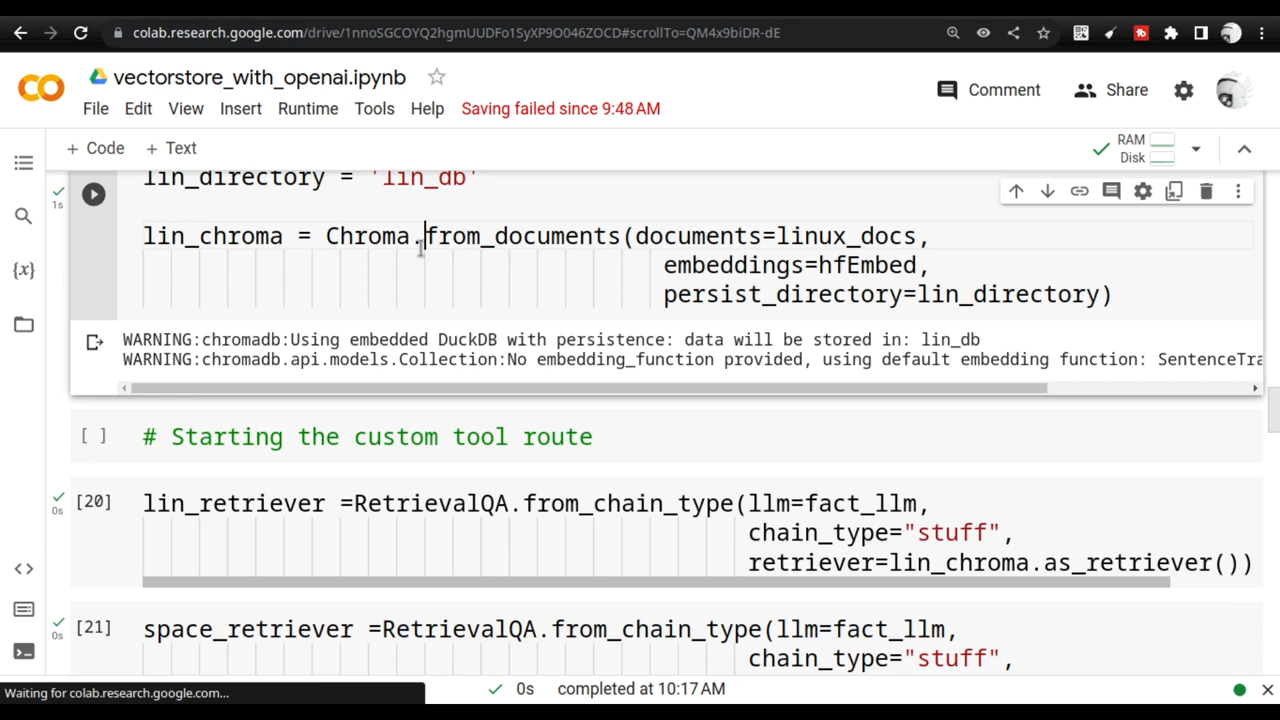 colab.research.google.com/drive/1nnoSGCOYQ2hgmUUDFo1SyXP9O046ZOCD#scrollTo=QM4x9biDR-dE
vectorstore_with_openai.ipynb
File Edit View Insert Runtime Tools Help Saving failed since 9:48 AM
Comment Share
+ Code + Text
RAM
Disk
lin_directory = 'lin_db'
1s
lin_chroma = Chroma.from_documents(documents=linux_docs,
embeddings=hfEmbed,
persist_directory=lin_directory)
WARNING:chromadb:Using embedded DuckDB with persistence: data will be stored in: lin_db
WARNING:chromadb.api.models.Collection:No embedding_function provided, using default embedding function: SentenceTra
[ ] # Starting the custom tool route
[20] lin_retriever =RetrievalQA.from_chain_type(llm=fact_llm,
0s
chain_type="stuff",
retriever=lin_chroma.as_retriever())
[21] space_retriever =RetrievalQA.from_chain_type(llm=fact_llm,
0s
chain_type="stuff",
Waiting for colab.research.google.com...
0s completed at 10:17 AM